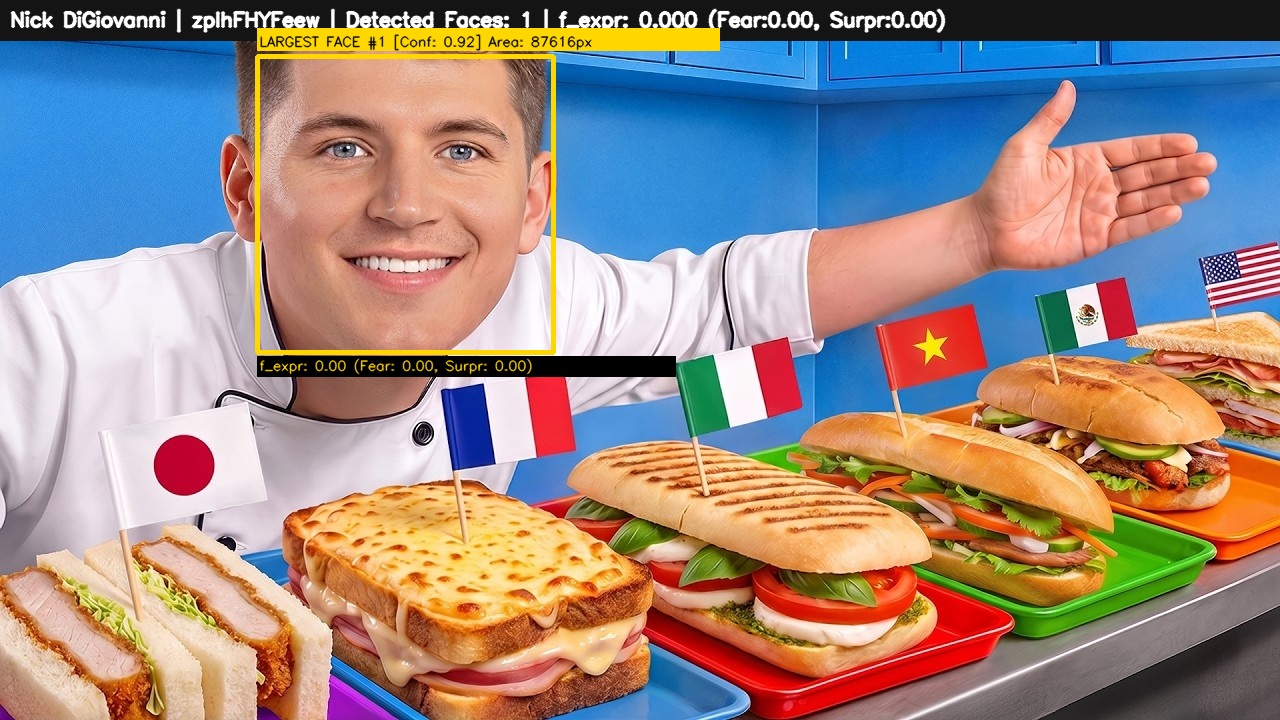 Nick DiGiovanni | zplhFHYFeew | Detected Faces: 1 | f_expr: 0.000 (Fear:0.00, Surpr:0.00)
LARGEST FACE #1 [Conf: 0.92] Area: 87616px
f_expr: 0.00 (Fear: 0.00, Surpr: 0.00)